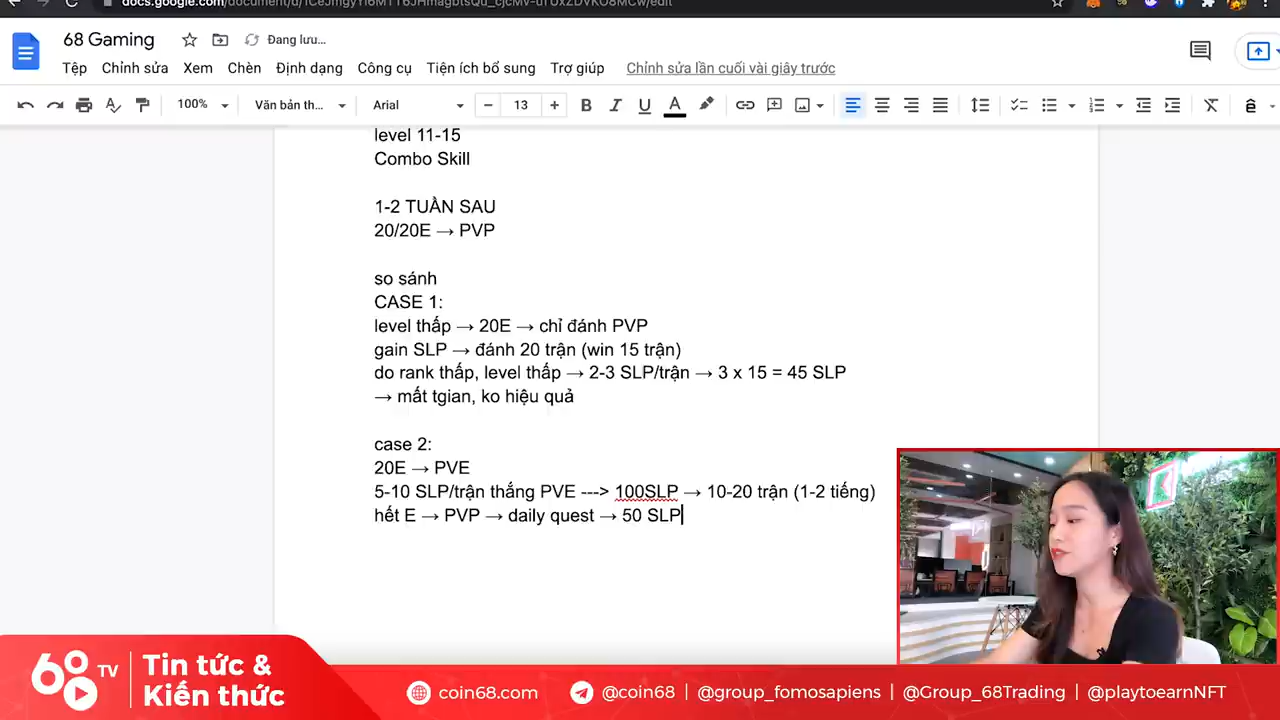 68 Gaming
Đang lưu...
Tệp Chỉnh sửa Xem Chèn Định dạng Công cụ Tiện ích bổ sung Trợ giúp Chỉnh sửa lần cuối vài giây trước
100% Văn bản th... Arial 13 B I U A
level 11-15
Combo Skill
1-2 TUẦN SAU
20/20E → PVP
so sánh
CASE 1:
level thấp → 20E → chỉ đánh PVP
gain SLP → đánh 20 trận (win 15 trận)
do rank thấp, level thấp → 2-3 SLP/trận → 3 x 15 = 45 SLP
→ mất tgian, ko hiệu quả
case 2:
20E → PVE
5-10 SLP/trận thắng PVE ---> 100SLP → 10-20 trận (1-2 tiếng)
hết E → PVP → daily quest → 50 SLP
68 TV
Tin tức &
Kiến thức
coin68.com @coin68 | @group_fomosapiens | @Group_68Trading | @playtoearnNFT